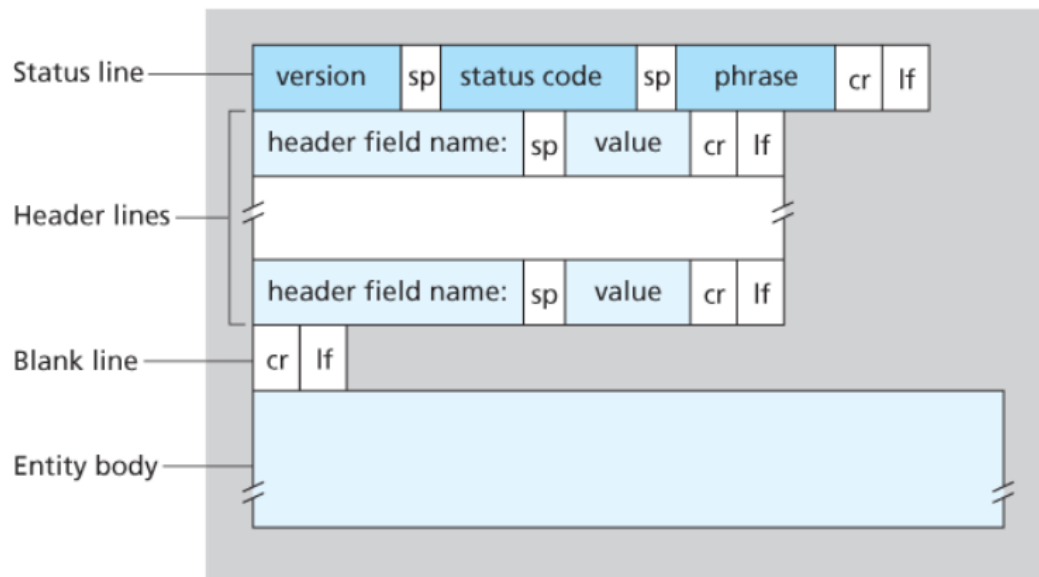 Status line version sp status code sp phrase cr lf
header field name: sp value cr lf
Header lines
header field name: sp value cr lf
Blank line cr lf
Entity body